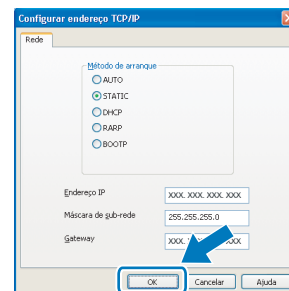 Configurar endereço TCP/IP
Rede
Método de arranque
AUTO
STATIC
DHCP
RARP
BOOTP
Endereço IP
XXX. XXX. XXX. XXX
Máscara de sub-rede
255.255.255.0
Gateway
XXX.
OK
Cancelar
Ajuda